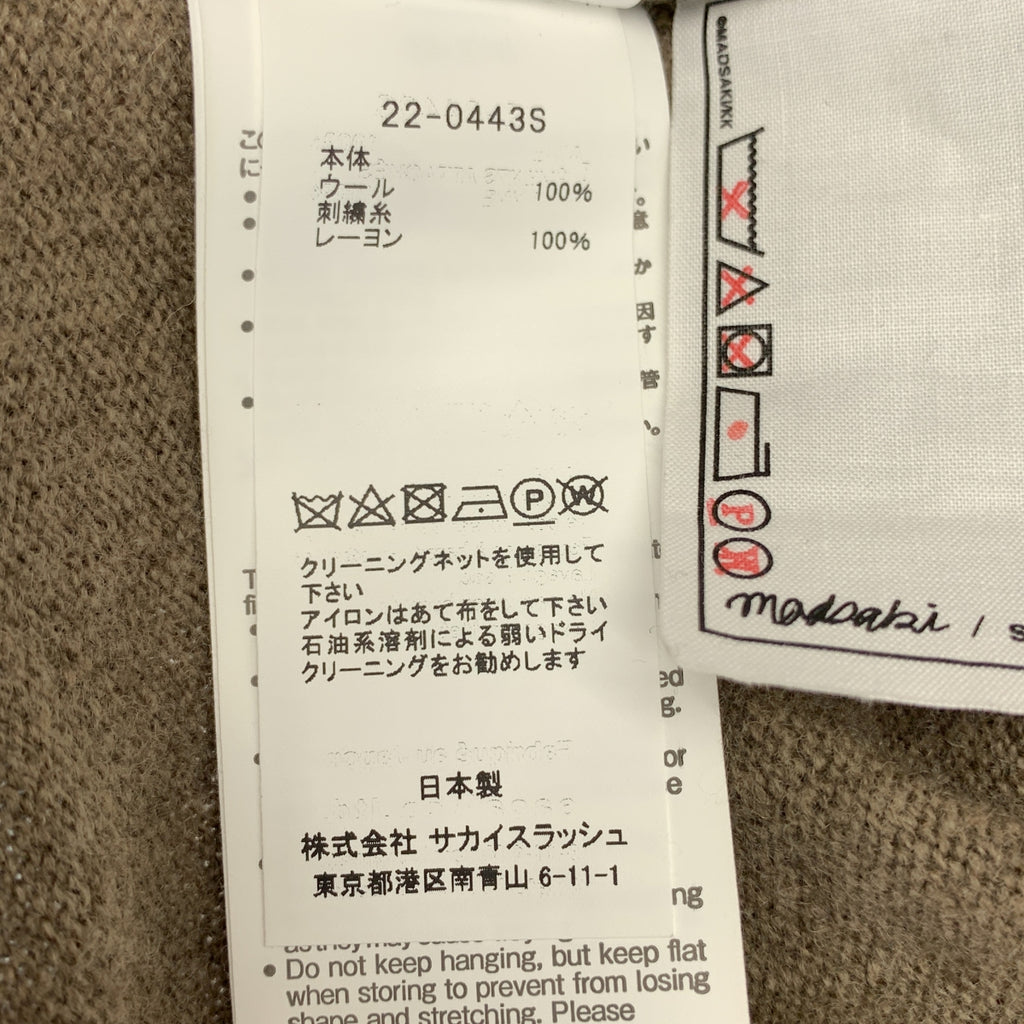 22-0443S
本体
ウール 100%
刺繍糸
レーヨン 100%
P
W
クリーニングネットを使用して
下さい
アイロンはあて布をして下さい
石油系溶剤による弱いドライ
クリーニングをお勧めします
日本製
株式会社 サカイスラッシュ
東京都港区南青山 6-11-1
• Do not keep hanging, but keep flat
when storing to prevent from losing
shape and stretching. Please
©MADSAKI/KK
P
W
madsaki / s